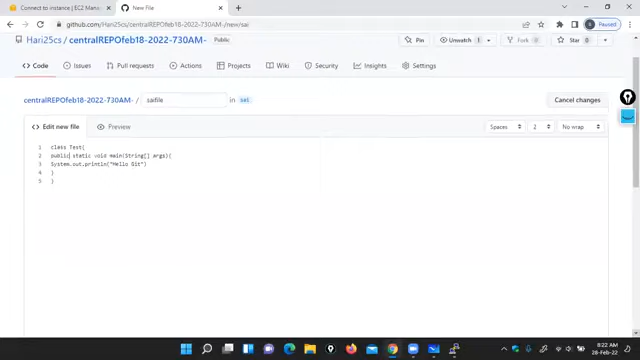 Connect to instance | EC2 Mana
New File
github.com/Hari25cs/centralREPOfeb18-2022-730AM-/new/sai
Paused
Hari25cs / centralREPOfeb18-2022-730AM-
Public
Pin
Unwatch 1
Fork 0
Star 0
Code
Issues
Pull requests
Actions
Projects
Wiki
Security
Insights
Settings
centralREPOfeb18-2022-730AM- / saifile in sai
Cancel changes
Edit new file
Preview
Spaces
2
No wrap
1 class Test{
2 public static void main(String[] args){
3 System.out.println("Hello Git")
4 }
5 }
8:22 AM
28-Feb-22